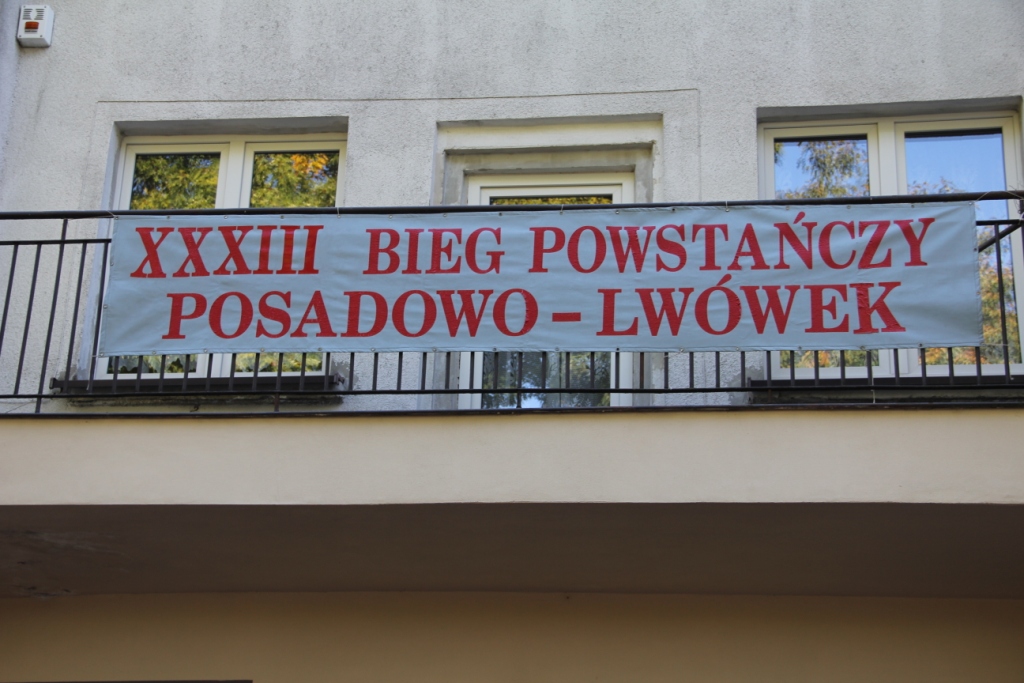 XXXIII BIEG POWSTAŃCZY
POSADOWO – LWÓWEK